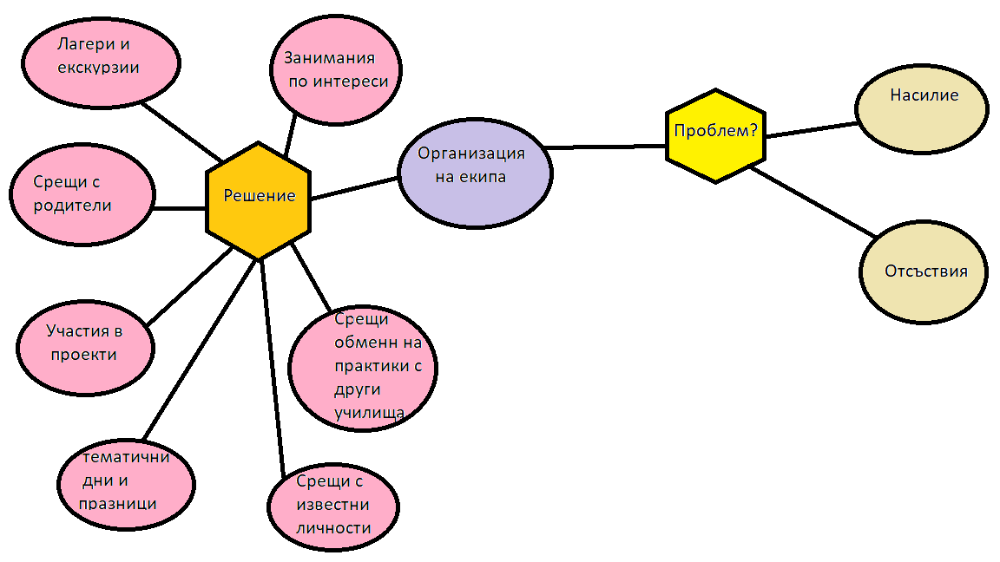 Лагери и
екскурзии
Занимания
по интереси
Организация
на екипа
Проблем?
Насилие
Срещи с
родители
Решение
Отсъствия
Участия в
проекти
Срещи
обменн на
практики с
други
училища
тематични
дни и
празници
Срещи с
известни
личности